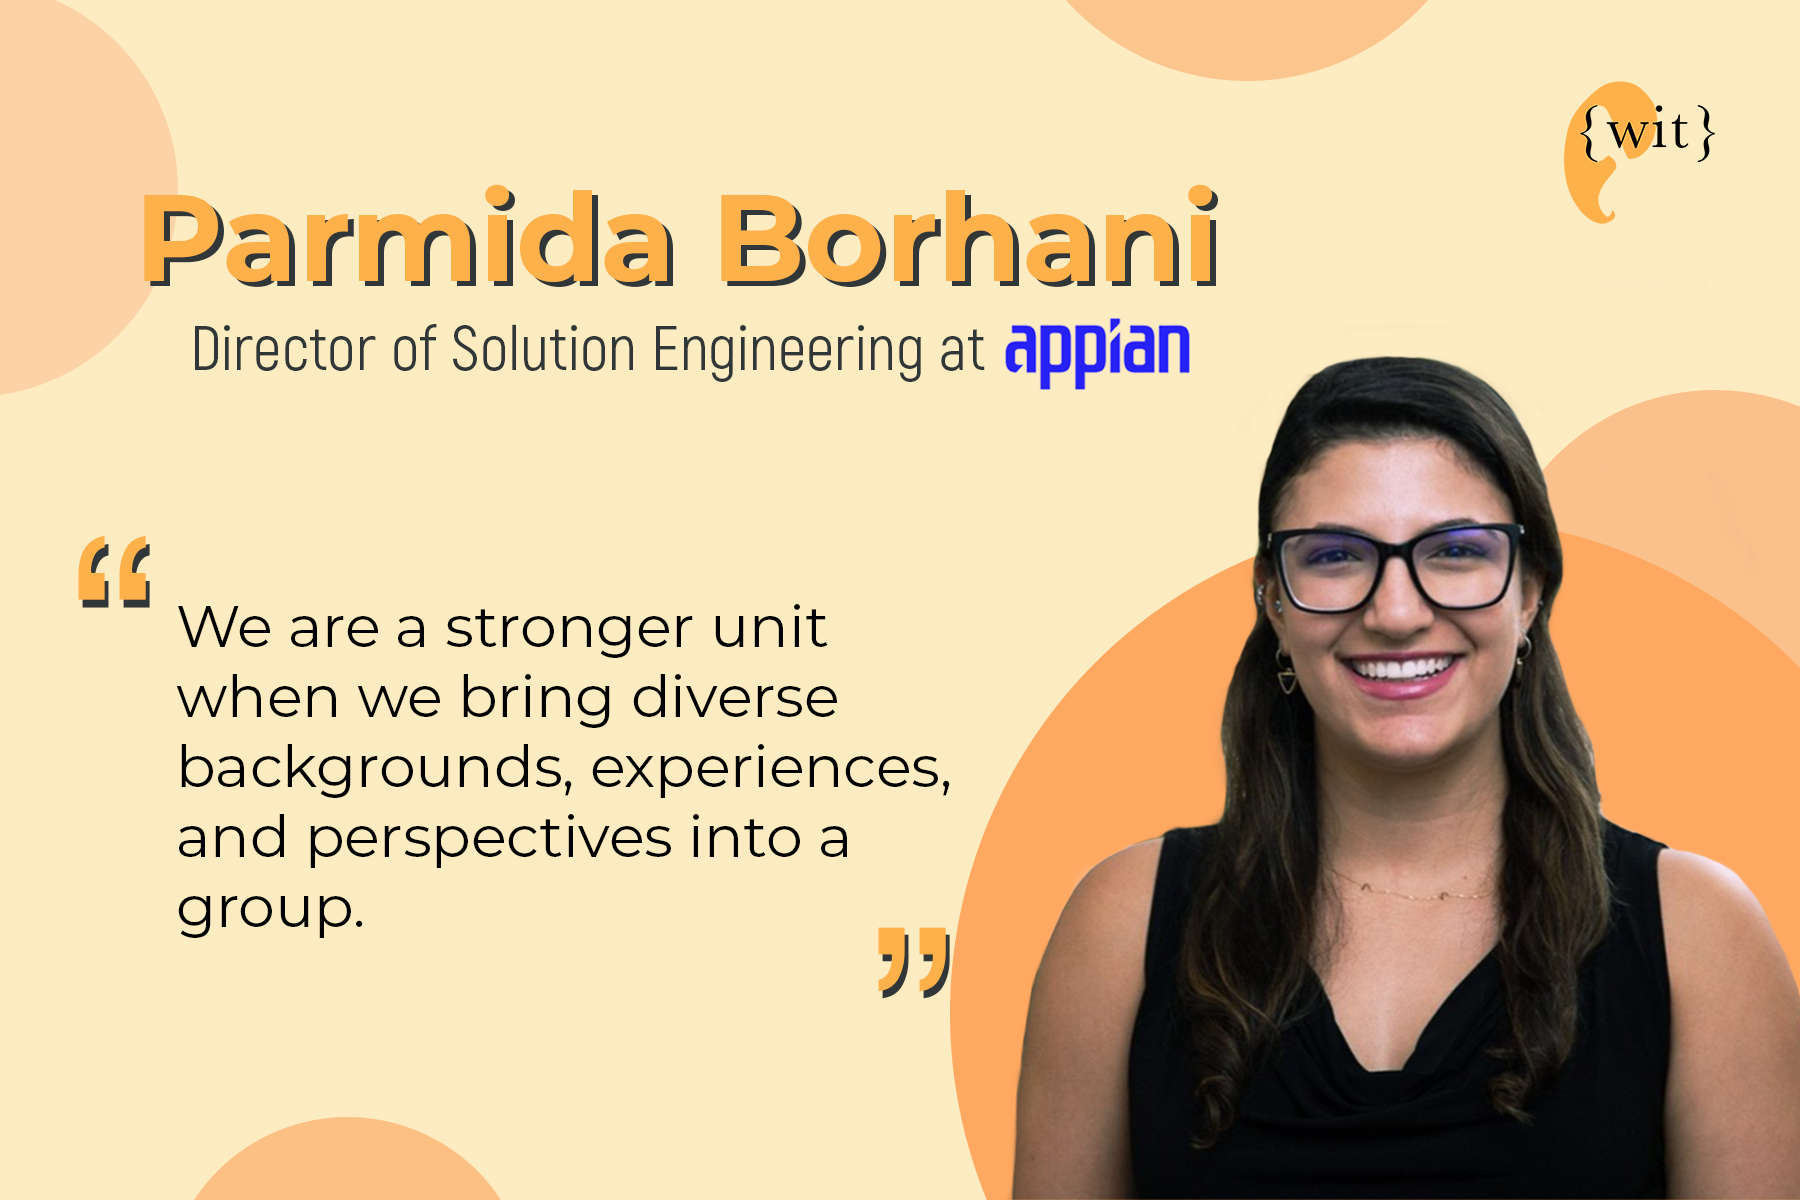 {wit}
Parmida Borhani
Director of Solution Engineering at appian
“
We are a stronger unit
when we bring diverse
backgrounds, experiences,
and perspectives into a
group.
”